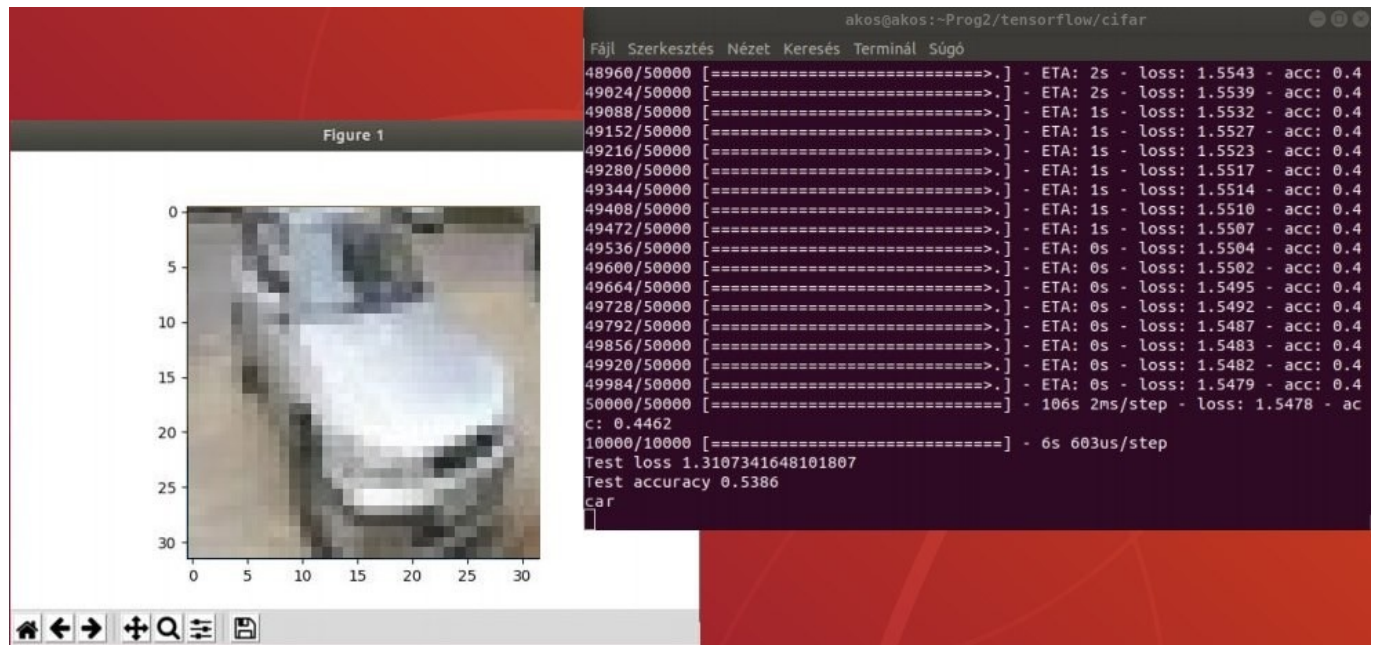 akos@akos:~Prog2/tensorflow/cifar
Fájl Szerkesztés Nézet Keresés Terminál Súgó
48960/50000 [============================>.] - ETA: 2s - loss: 1.5543 - acc: 0.4
49024/50000 [============================>.] - ETA: 2s - loss: 1.5539 - acc: 0.4
49088/50000 [============================>.] - ETA: 1s - loss: 1.5532 - acc: 0.4
49152/50000 [============================>.] - ETA: 1s - loss: 1.5527 - acc: 0.4
49216/50000 [============================>.] - ETA: 1s - loss: 1.5523 - acc: 0.4
49280/50000 [============================>.] - ETA: 1s - loss: 1.5517 - acc: 0.4
49344/50000 [============================>.] - ETA: 1s - loss: 1.5514 - acc: 0.4
49408/50000 [============================>.] - ETA: 1s - loss: 1.5510 - acc: 0.4
49472/50000 [============================>.] - ETA: 1s - loss: 1.5507 - acc: 0.4
49536/50000 [============================>.] - ETA: 0s - loss: 1.5504 - acc: 0.4
49600/50000 [============================>.] - ETA: 0s - loss: 1.5502 - acc: 0.4
49664/50000 [============================>.] - ETA: 0s - loss: 1.5495 - acc: 0.4
49728/50000 [============================>.] - ETA: 0s - loss: 1.5492 - acc: 0.4
49792/50000 [============================>.] - ETA: 0s - loss: 1.5487 - acc: 0.4
49856/50000 [============================>.] - ETA: 0s - loss: 1.5483 - acc: 0.4
49920/50000 [============================>.] - ETA: 0s - loss: 1.5482 - acc: 0.4
49984/50000 [============================>.] - ETA: 0s - loss: 1.5479 - acc: 0.4
50000/50000 [==============================] - 106s 2ms/step - loss: 1.5478 - ac
c: 0.4462
10000/10000 [==============================] - 6s 603us/step
Test loss 1.3107341648101807
Test accuracy 0.5386
car
Figure 1
0
5
10
15
20
25
30
0 5 10 15 20 25 30